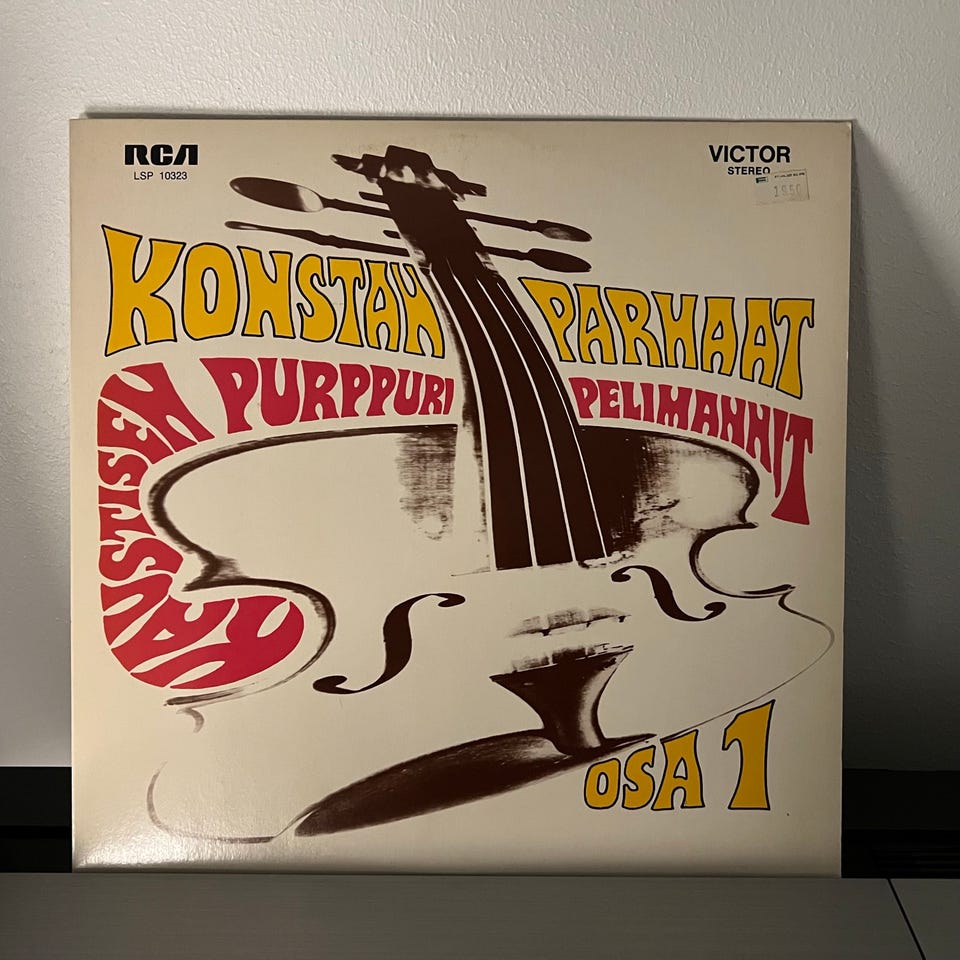 RCA
LSP 10323
VICTOR
STEREO
KONSTAN PARHAAT
KAUSTISEN PURPPURI PELIMANNIT
OSA 1